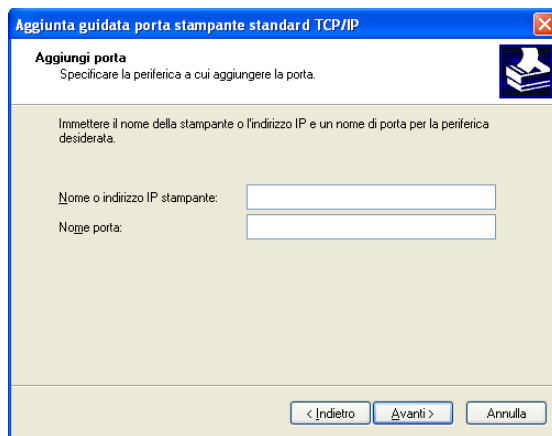 Aggiunta guidata porta stampante standard TCP/IP
Aggiungi porta
Specificare la periferica a cui aggiungere la porta.
Immettere il nome della stampante o l'indirizzo IP e un nome di porta per la periferica
desiderata.
Nome o indirizzo IP stampante:
Nome porta:
< Indietro
Avanti >
Annulla